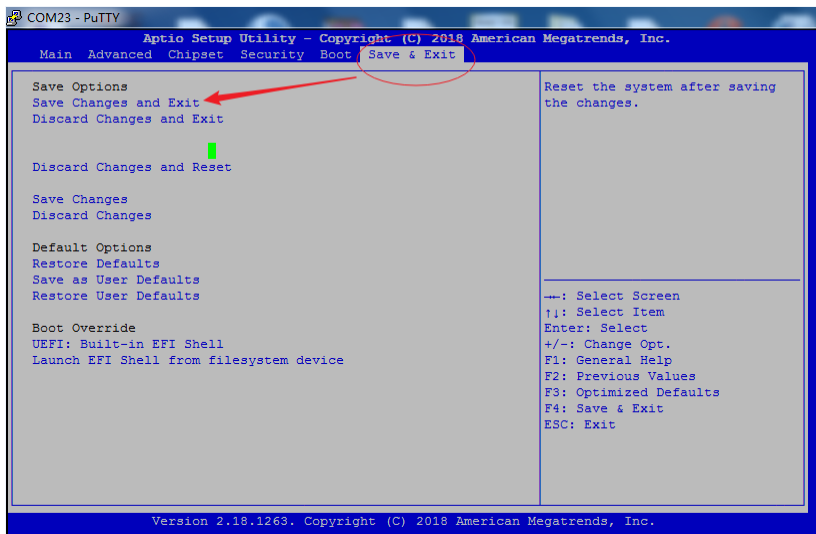 COM23 - PuTTY
Aptio Setup Utility – Copyright (C) 2018 American Megatrends, Inc.
Main Advanced Chipset Security Boot Save & Exit
Save Options
Save Changes and Exit
Discard Changes and Exit
Discard Changes and Reset
Save Changes
Discard Changes
Default Options
Restore Defaults
Save as User Defaults
Restore User Defaults
Boot Override
UEFI: Built-in EFI Shell
Launch EFI Shell from filesystem device
Reset the system after saving
the changes.
→←: Select Screen
↑↓: Select Item
Enter: Select
+/-: Change Opt.
F1: General Help
F2: Previous Values
F3: Optimized Defaults
F4: Save & Exit
ESC: Exit
Version 2.18.1263. Copyright (C) 2018 American Megatrends, Inc.